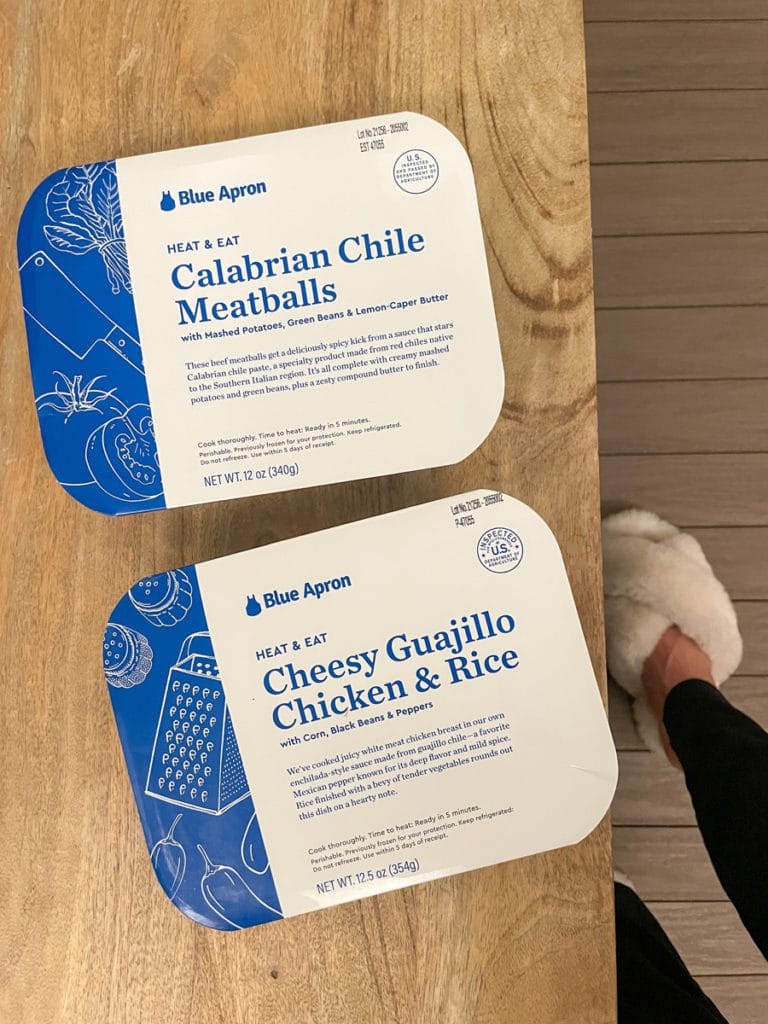 Lot No. 21256 - 2055002
EST 47055
U.S.
INSPECTED
AND PASSED BY
DEPARTMENT OF
AGRICULTURE
Blue Apron
HEAT & EAT
Calabrian Chile
Meatballs
with Mashed Potatoes, Green Beans & Lemon-Caper Butter
These beef meatballs get a deliciously spicy kick from a sauce that stars
Calabrian chile paste, a specialty product made from red chiles native
to the Southern Italian region. It's all complete with creamy mashed
potatoes and green beans, plus a zesty compound butter to finish.
Cook thoroughly. Time to heat: Ready in 5 minutes.
Perishable. Previously frozen for your protection. Keep refrigerated.
Do not refreeze. Use within 5 days of receipt.
NET WT. 12 oz (340g)
Lot No. 21256 - 2055002
P-47055
INSPECTED
U.S.
DEPARTMENT OF
AGRICULTURE
Blue Apron
HEAT & EAT
Cheesy Guajillo
Chicken & Rice
with Corn, Black Beans & Peppers
We've cooked juicy white meat chicken breast in our own
enchilada-style sauce made from guajillo chile—a favorite
Mexican pepper known for its deep flavor and mild spice.
Rice finished with a bevy of tender vegetables rounds out
this dish on a hearty note.
Cook thoroughly. Time to heat: Ready in 5 minutes.
Perishable. Previously frozen for your protection. Keep refrigerated.
Do not refreeze. Use within 5 days of receipt.
NET WT. 12.5 oz (354g)